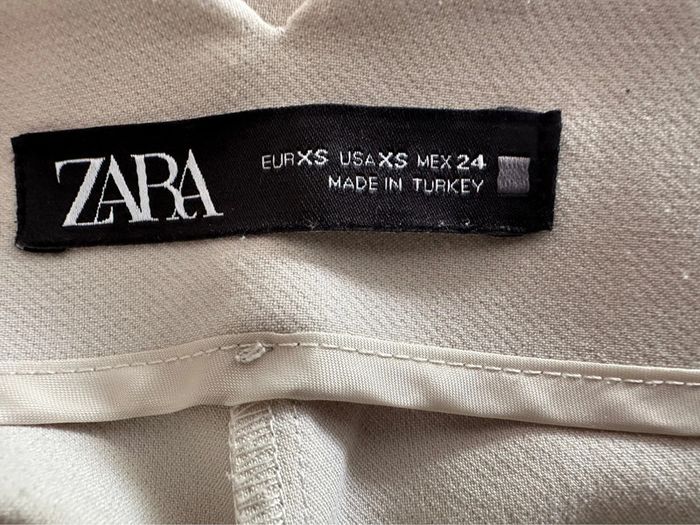 ZARA
EUR XS USA XS MEX 24
MADE IN TURKEY